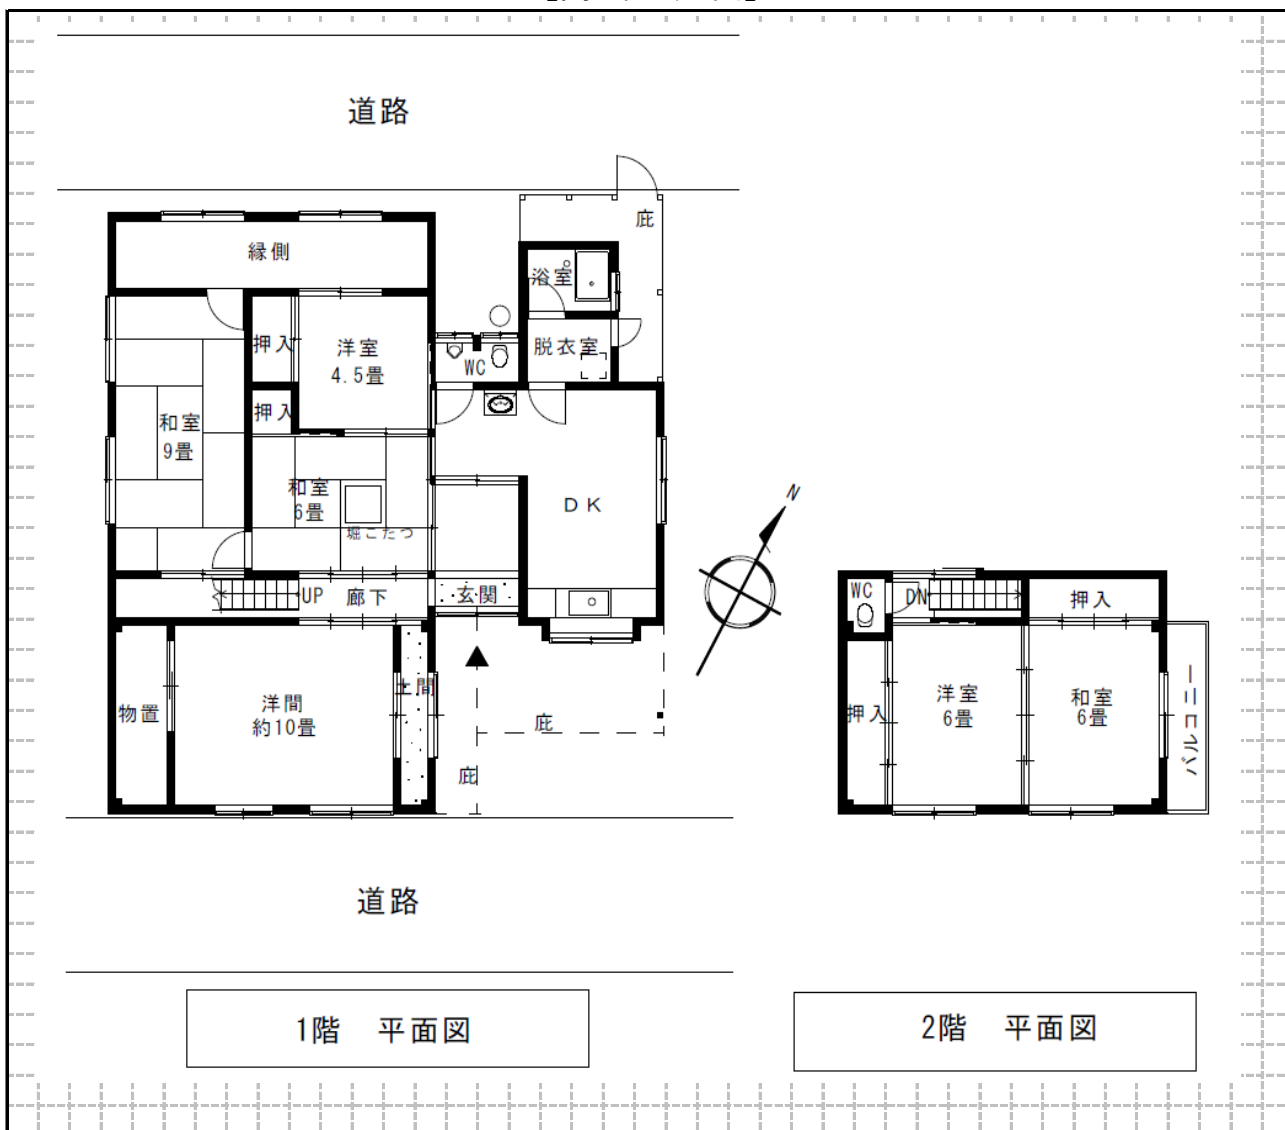 道路
庇
縁側
浴室
押入
洋室
4.5畳
WC
脱衣室
押入
和室
9畳
和室
6畳
堀こたつ
DK
N
UP
廊下
玄関
物置
洋間
約10畳
土間
庇
庇
WC
DN
押入
押入
洋室
6畳
和室
6畳
バルコニー
道路
1階 平面図
2階 平面図